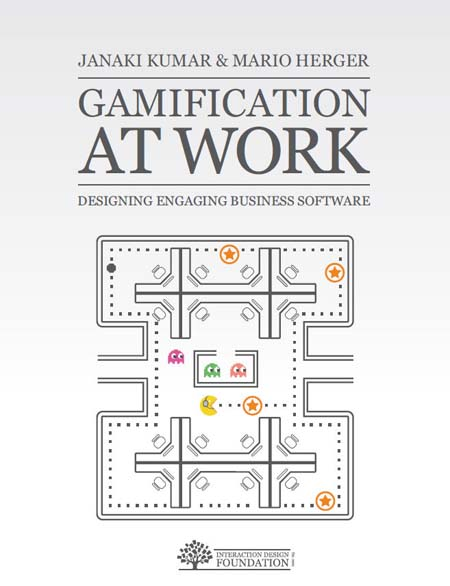 JANAKI KUMAR & MARIO HERGER
GAMIFICATION
AT WORK
DESIGNING ENGAGING BUSINESS SOFTWARE
INTERACTION DESIGN
FOUNDATION